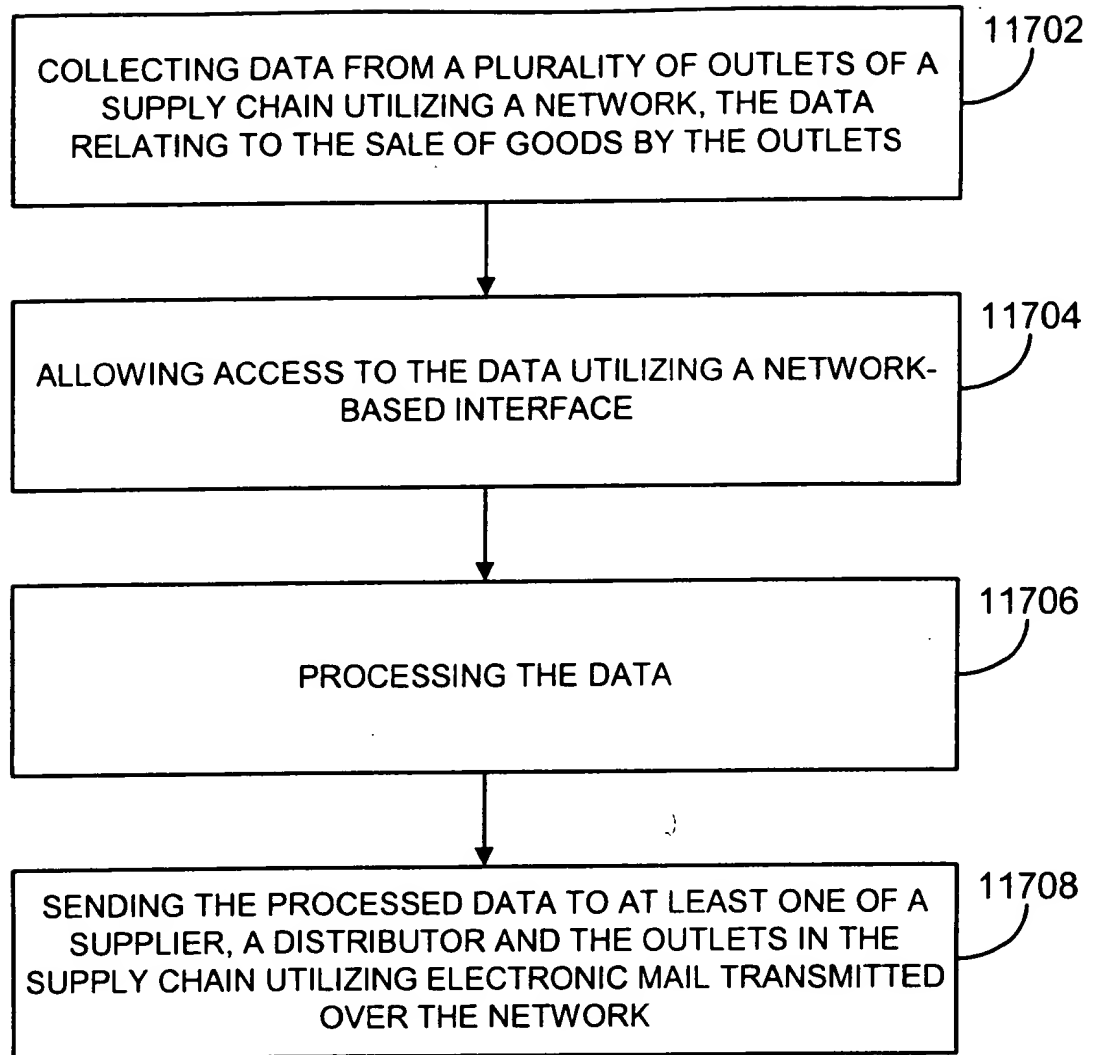 11702
COLLECTING DATA FROM A PLURALITY OF OUTLETS OF A
SUPPLY CHAIN UTILIZING A NETWORK, THE DATA
RELATING TO THE SALE OF GOODS BY THE OUTLETS
11704
ALLOWING ACCESS TO THE DATA UTILIZING A NETWORK-
BASED INTERFACE
11706
PROCESSING THE DATA
11708
SENDING THE PROCESSED DATA TO AT LEAST ONE OF A
SUPPLIER, A DISTRIBUTOR AND THE OUTLETS IN THE
SUPPLY CHAIN UTILIZING ELECTRONIC MAIL TRANSMITTED
OVER THE NETWORK